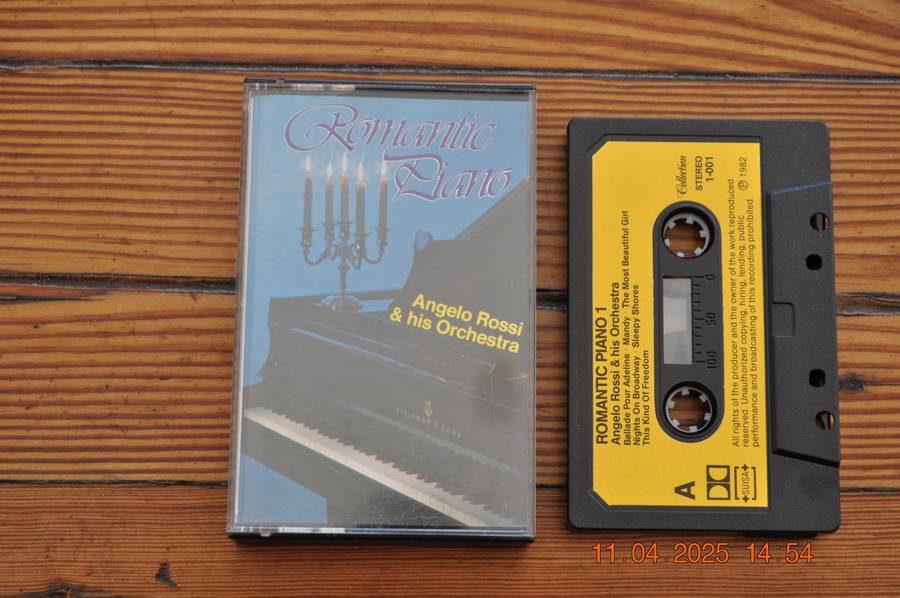 Romantic
Piano
Angelo Rossi
& his Orchestra
STEINWAY & SONS
ROMANTIC PIANO 1
Angelo Rossi & his Orchestra
Ballade Pour Adeline · Mandy · The Most Beautiful Girl
Nights On Broadway · Sleepy Shores
This Kind Of Freedom
Collection
STEREO
1-001
℗ 1982
0
50
100
All rights of the producer and the owner of the work reproduced
reserved. Unauthorized copying, hiring, lending, public
performance and broadcasting of this recording prohibited
A
SUISA
11.04.2025 14:54